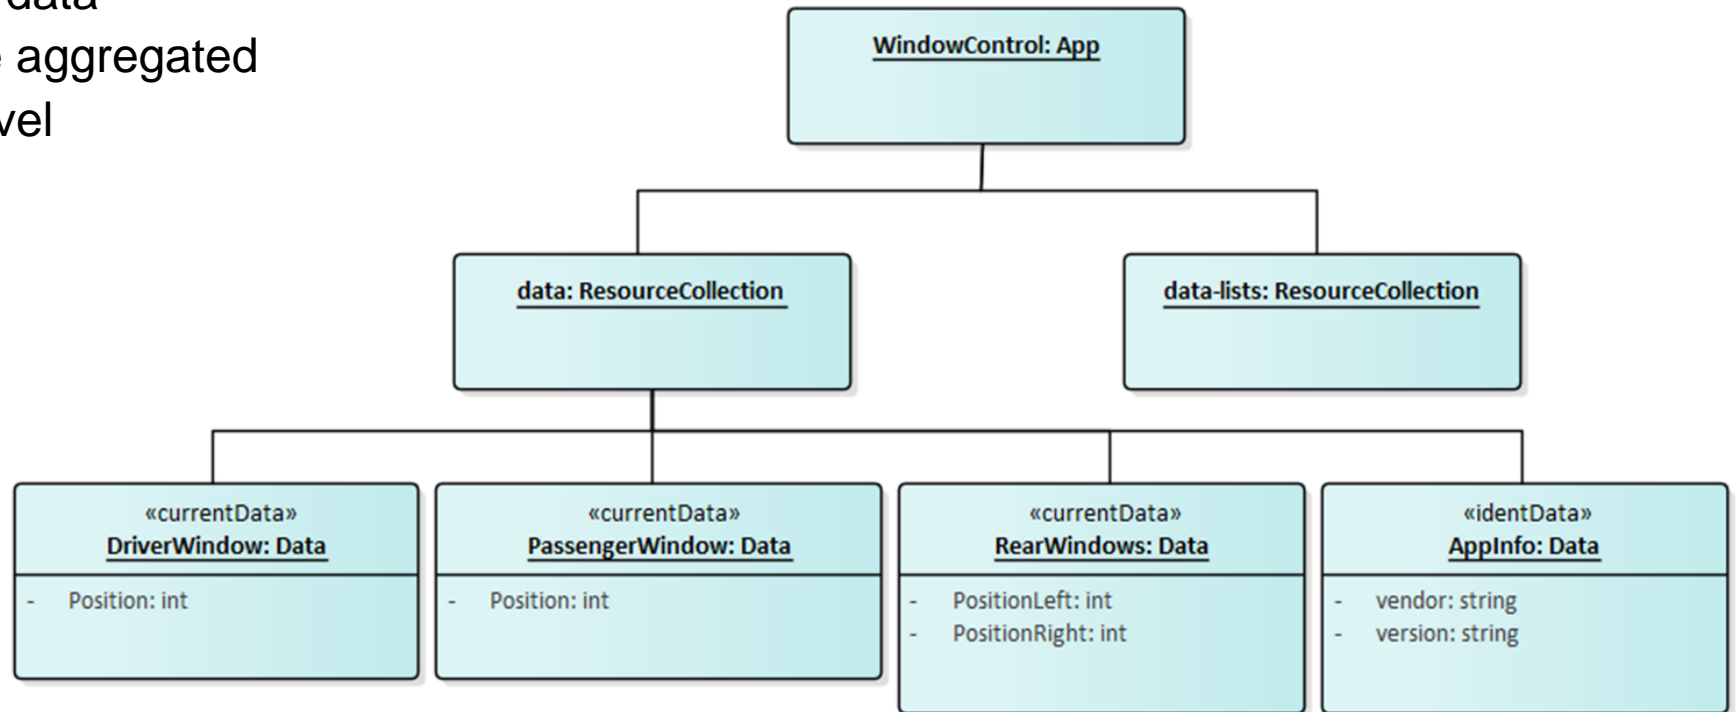 data
aggregated
WindowControl: App
data: ResourceCollection
data-lists: ResourceCollection
«currentData»
DriverWindow: Data
- Position: int
«currentData»
PassengerWindow: Data
- Position: int
«currentData»
RearWindows: Data
- PositionLeft: int
- PositionRight: int
«identData»
AppInfo: Data
- vendor: string
- version: string